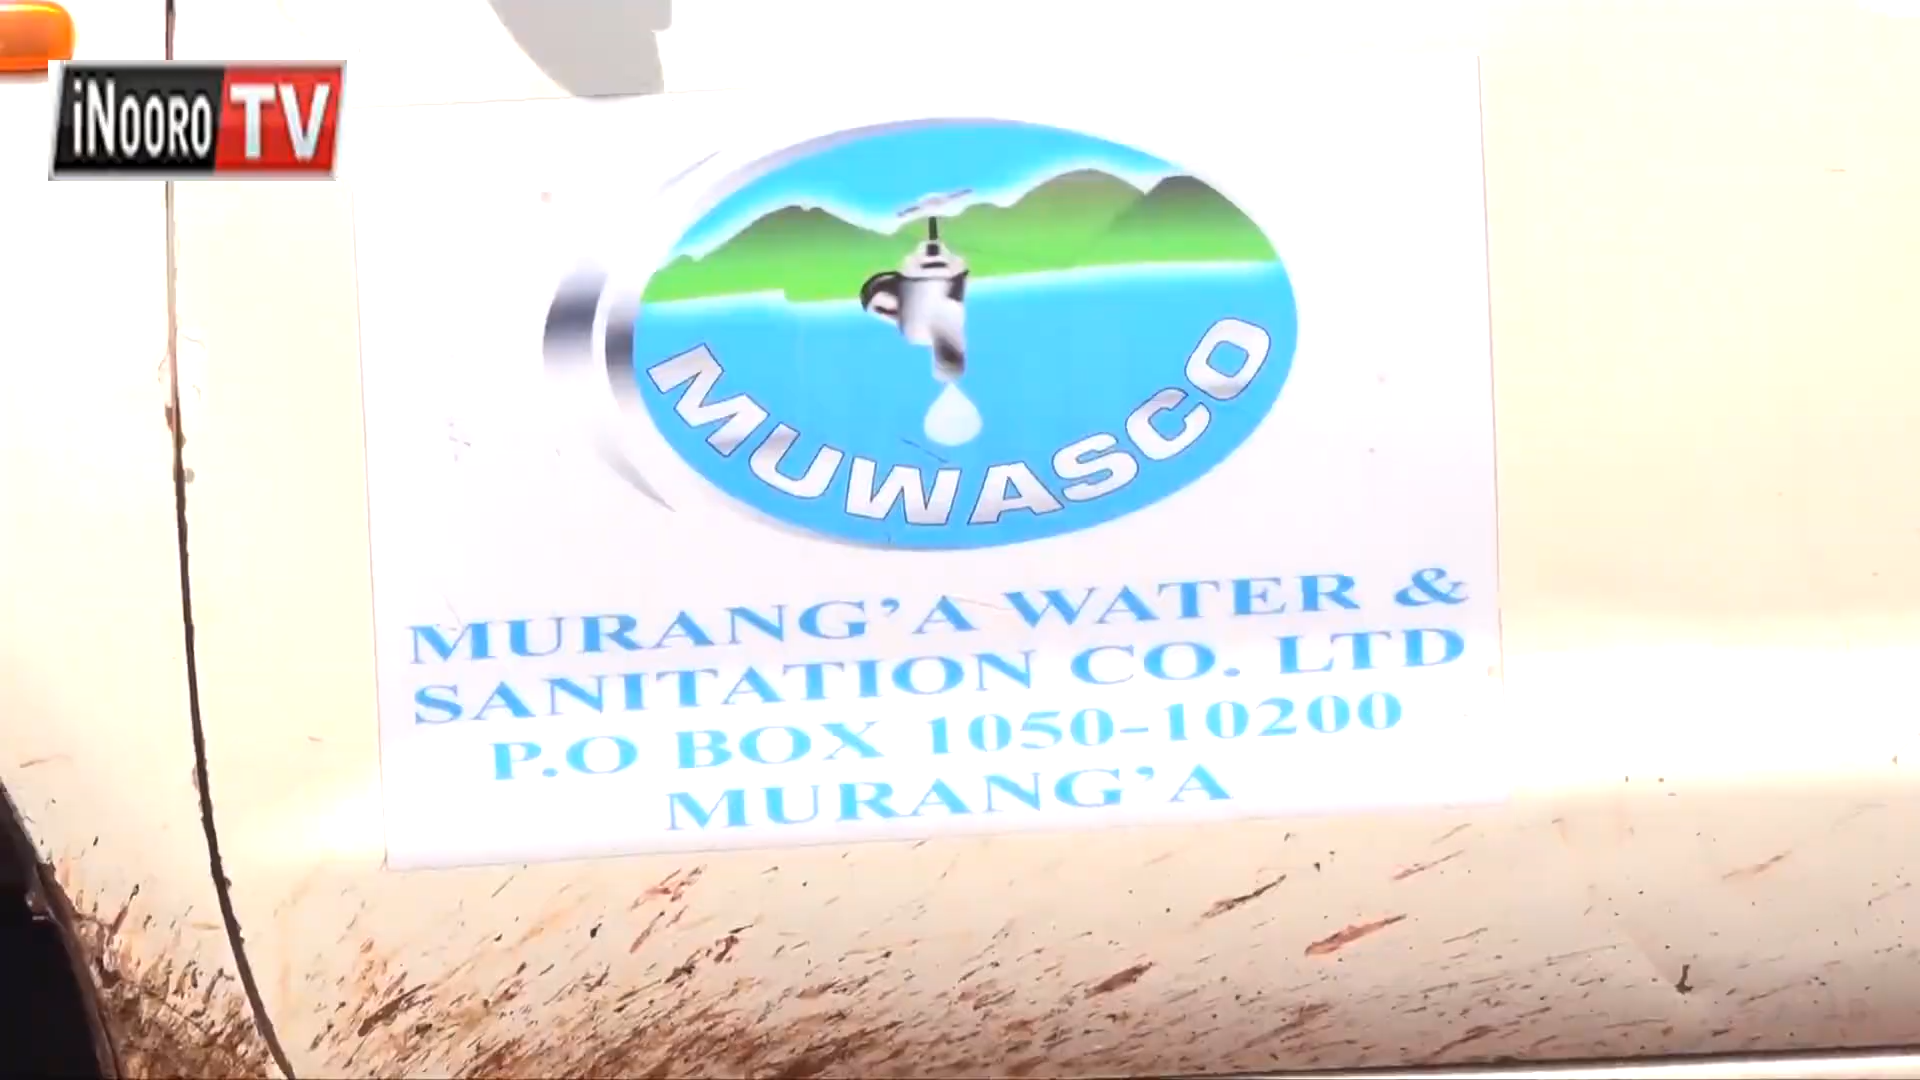 iNOORO TV
MUWASCO
MURANG'A WATER &
SANITATION CO. LTD
P.O BOX 1050-10200
MURANG'A